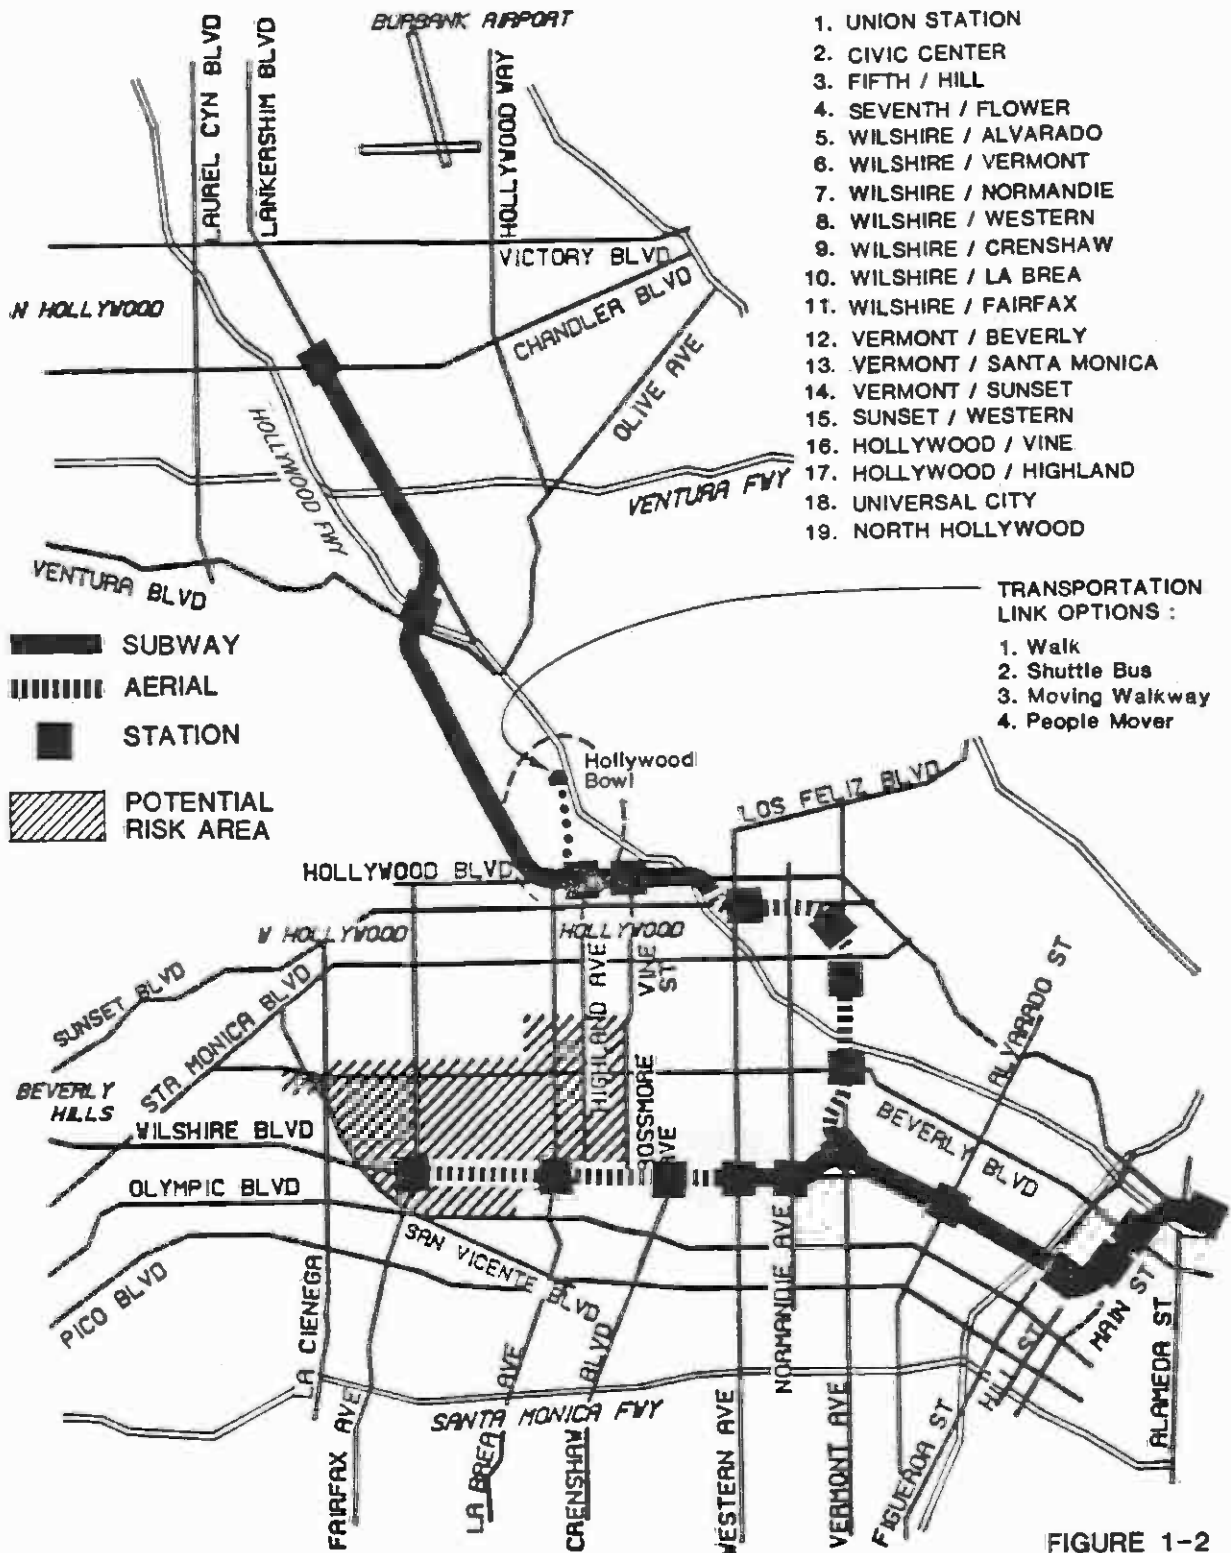 BURBANK AIRPORT
LAUREL CYN BLVD
LANKERSHIM BLVD
HOLLYWOOD WAY
1. UNION STATION
2. CIVIC CENTER
3. FIFTH / HILL
4. SEVENTH / FLOWER
5. WILSHIRE / ALVARADO
6. WILSHIRE / VERMONT
7. WILSHIRE / NORMANDIE
8. WILSHIRE / WESTERN
9. WILSHIRE / CRENSHAW
10. WILSHIRE / LA BREA
11. WILSHIRE / FAIRFAX
12. VERMONT / BEVERLY
13. VERMONT / SANTA MONICA
14. VERMONT / SUNSET
15. SUNSET / WESTERN
16. HOLLYWOOD / VINE
17. HOLLYWOOD / HIGHLAND
18. UNIVERSAL CITY
19. NORTH HOLLYWOOD
VICTORY BLVD
N HOLLYWOOD
CHANDLER BLVD
OLIVE AVE
HOLLYWOOD FWY
VENTURA FWY
VENTURA BLVD
TRANSPORTATION
LINK OPTIONS :
1. Walk
2. Shuttle Bus
3. Moving Walkway
4. People Mover
SUBWAY
AERIAL
STATION
POTENTIAL
RISK AREA
Hollywood
Bowl
LOS FELIZ BLVD
HOLLYWOOD BLVD
W HOLLYWOOD
HOLLYWOOD
SUNSET BLVD
STA MONICA BLVD
HIGHLAND AVE
VINE
ST
ALVARADO ST
BEVERLY
HILLS
WILSHIRE BLVD
ROSSMORE
AVE
BEVERLY BLVD
OLYMPIC BLVD
SAN VICENTE BLVD
PICO BLVD
LA CIENEGA
NORMANDIE AVE
MAIN ST
HILL ST
ALAMEDA ST
FAIRFAX AVE
LA BREA
AVE
CRENSHAW
BLVD
SANTA MONICA FWY
WESTERN AVE
VERMONT AVE
FIGUEROA ST
FIGURE 1-2